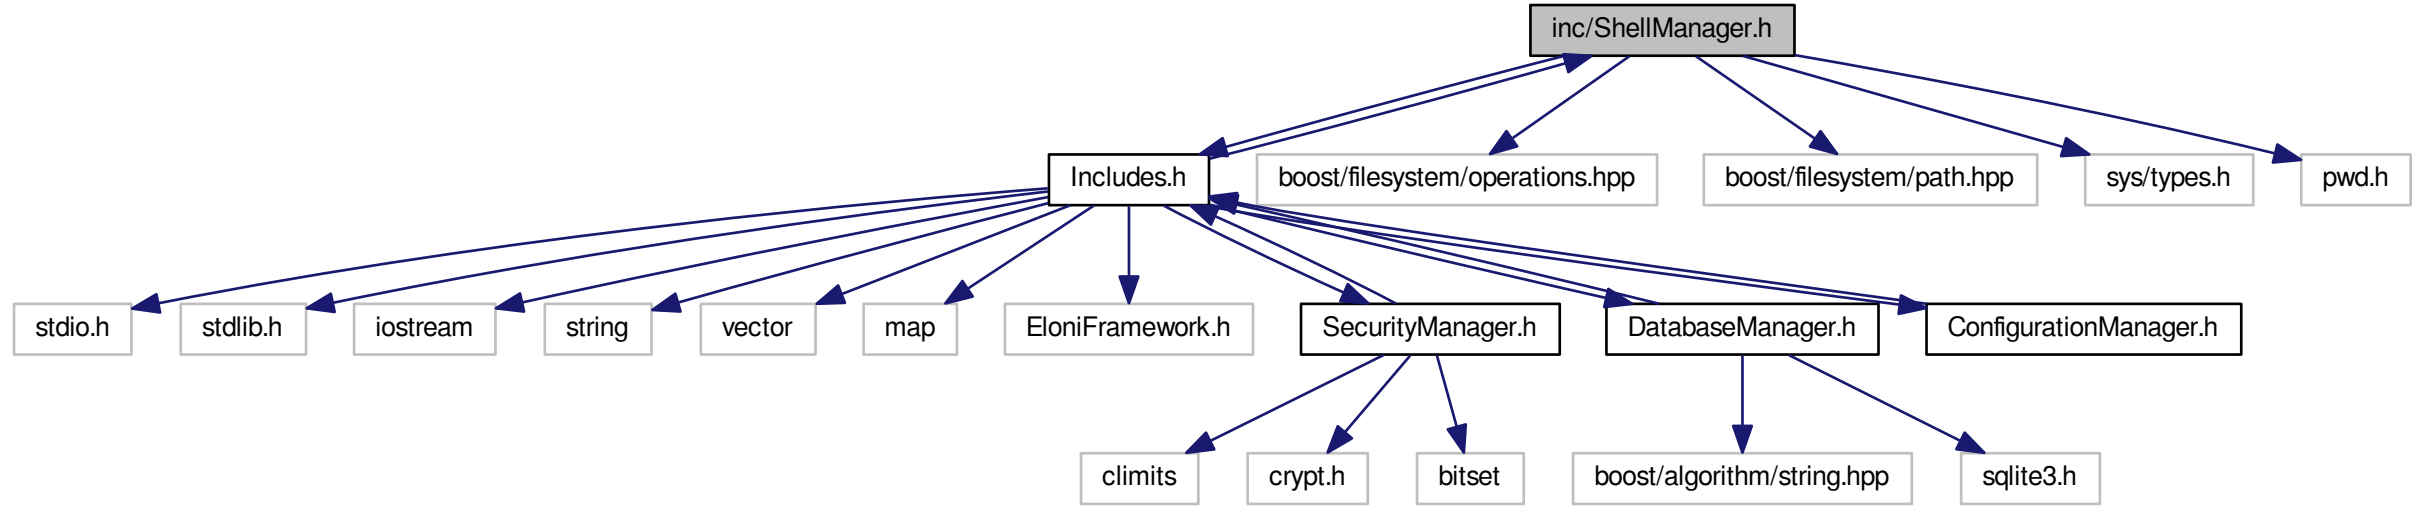 inc/ShellManager.h
Includes.h
boost/filesystem/operations.hpp
boost/filesystem/path.hpp
sys/types.h
pwd.h
stdio.h
stdlib.h
iostream
string
vector
map
EloniFramework.h
SecurityManager.h
DatabaseManager.h
ConfigurationManager.h
climits
crypt.h
bitset
boost/algorithm/string.hpp
sqlite3.h